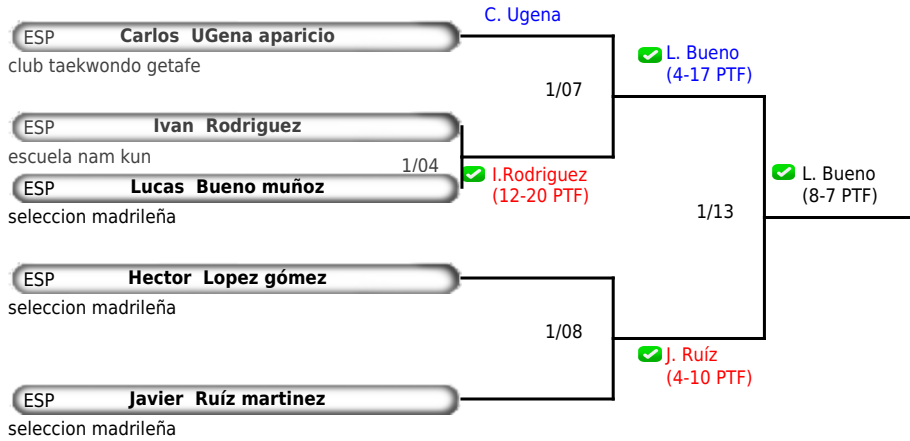 C. Ugena
ESP Carlos UGena aparicio
club taekwondo getafe
L. Bueno
(4-17 PTF)
1/07
ESP Ivan Rodriguez
escuela nam kun
1/04
ESP Lucas Bueno muñoz
seleccion madrileña
I.Rodriguez
(12-20 PTF)
L. Bueno
(8-7 PTF)
1/13
ESP Hector Lopez gómez
seleccion madrileña
1/08
J. Ruíz
(4-10 PTF)
ESP Javier Ruíz martinez
seleccion madrileña